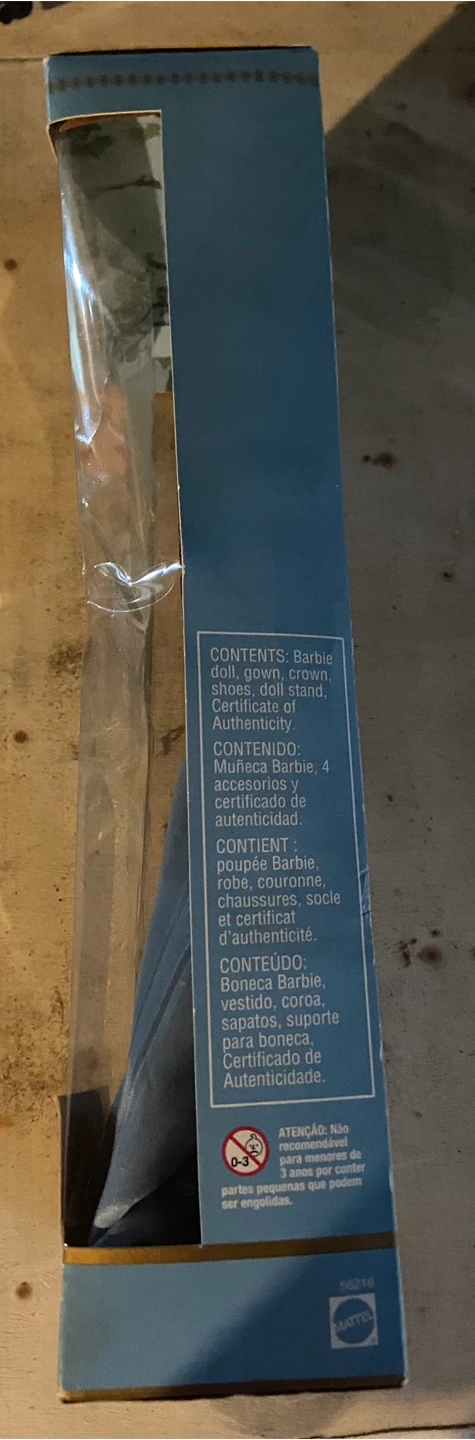 CONTENTS: Barbie
doll, gown, crown,
shoes, doll stand,
Certificate of
Authenticity.
CONTENIDO:
Muñeca Barbie, 4
accesorios y
certificado de
autenticidad.
CONTIENT :
poupée Barbie,
robe, couronne,
chaussures, socle
et certificat
d'authenticité.
CONTEÚDO:
Boneca Barbie,
vestido, coroa,
sapatos, suporte
para boneca,
Certificado de
Autenticidade.
0-3
ATENÇÃO: Não
recomendável
para menores de
3 anos por conter
partes pequenas que podem
ser engolidas.
56216
MATTEL